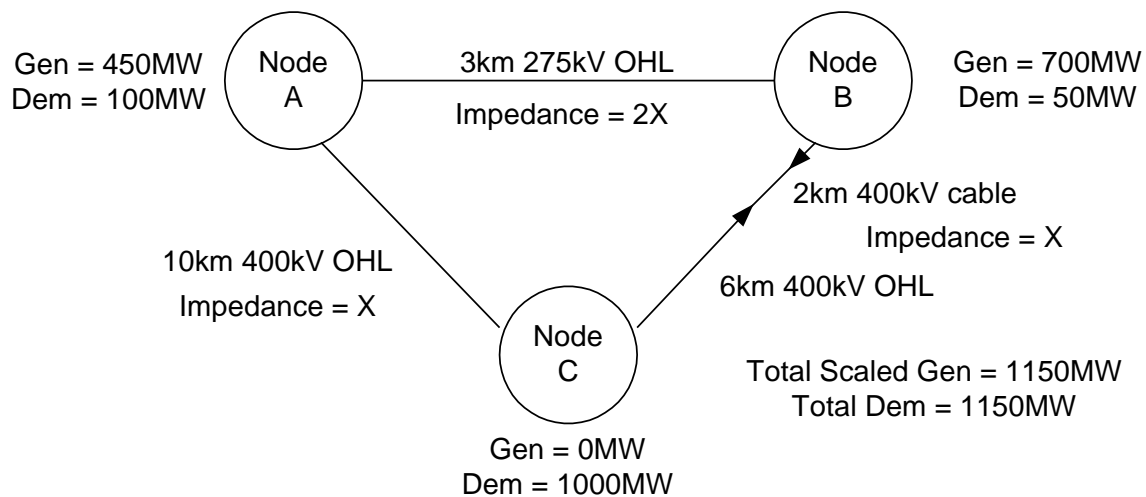 Gen = 450MW
Dem = 100MW
Node
A
3km 275kV OHL
Impedance = 2X
Node
B
Gen = 700MW
Dem = 50MW
2km 400kV cable
Impedance = X
10km 400kV OHL
Impedance = X
6km 400kV OHL
Node
C
Total Scaled Gen = 1150MW
Total Dem = 1150MW
Gen = 0MW
Dem = 1000MW